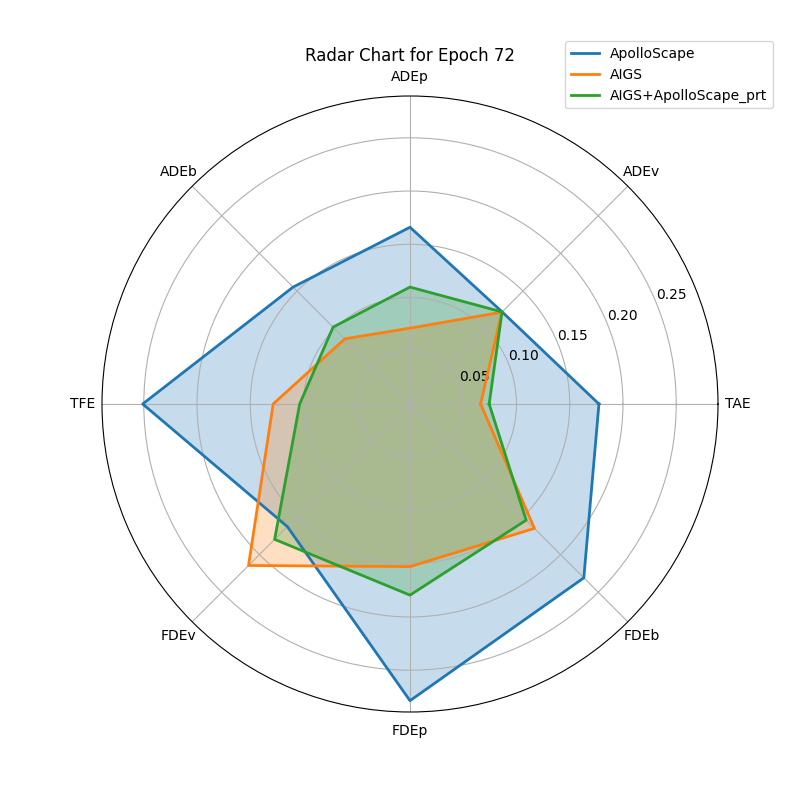 Radar Chart for Epoch 72
ApolloScape
AIGS
AIGS+ApolloScape_prt
ADEp
ADEb
ADEv
0.25
0.20
0.15
0.10
0.05
TFE
TAE
FDEv
FDEb
FDEp